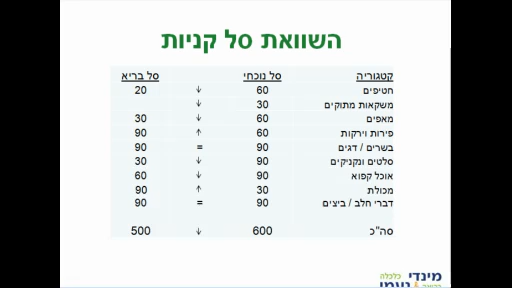 השוואת סל קניות
קטגוריה סל נוכחי סל בריא
חטיפים 60 ↓ 20
משקאות מתוקים 30 ↓
מאפים 60 ↓ 30
פירות וירקות 60 ↑ 90
בשרים / דגים 90 = 90
סלטים ונקניקים 90 ↓ 30
אוכל קפוא 90 ↓ 60
מכולת 30 ↑ 90
דברי חלב / ביצים 90 = 90
סה"כ 600 ↓ 500
מינדי כלכלה
נעמי